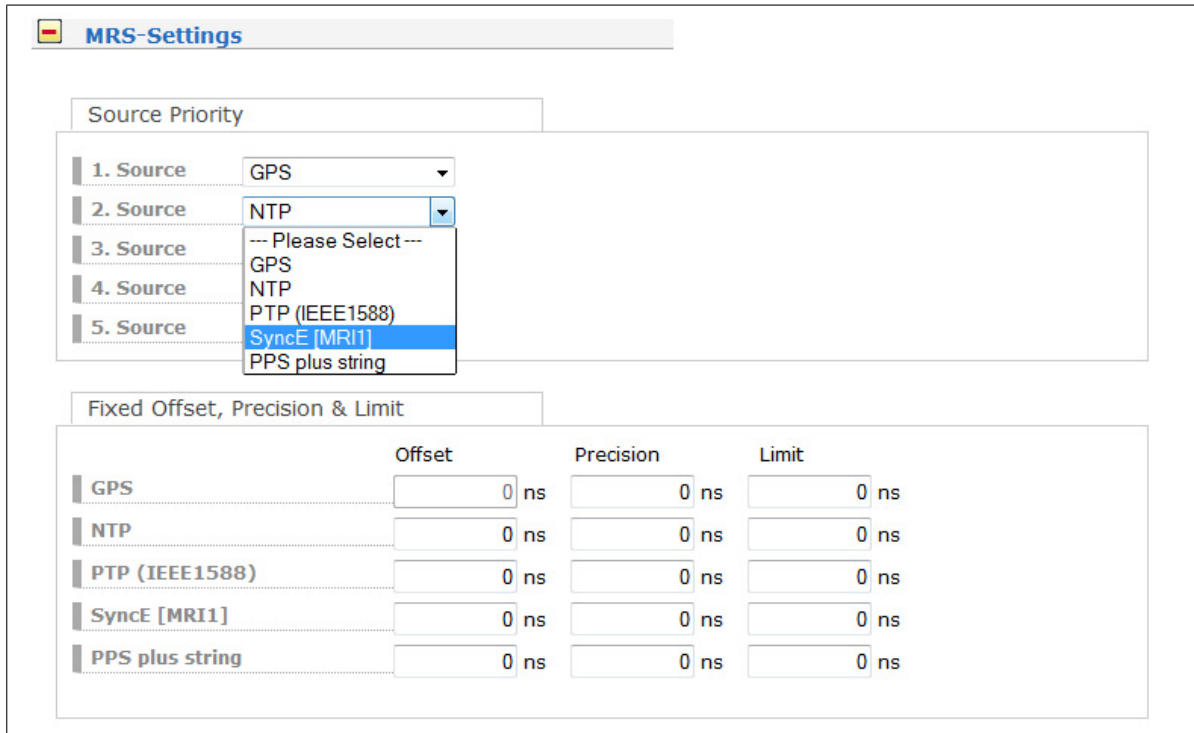 MRS-Settings
Source Priority
1. Source GPS
2. Source NTP
--- Please Select ---
3. Source
GPS
4. Source NTP
PTP (IEEE1588)
5. Source
SyncE [MRI1]
PPS plus string
Fixed Offset, Precision & Limit
Offset Precision Limit
GPS 0 ns 0 ns 0 ns
NTP 0 ns 0 ns 0 ns
PTP (IEEE1588) 0 ns 0 ns 0 ns
SyncE [MRI1] 0 ns 0 ns 0 ns
PPS plus string 0 ns 0 ns 0 ns